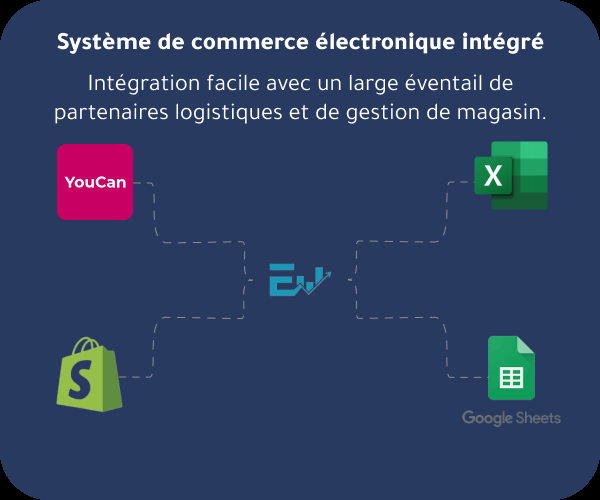 Système de commerce électronique intégré
Intégration facile avec un large éventail de
partenaires logistiques et de gestion de magasin.
YouCan
X
EW
S
Google Sheets